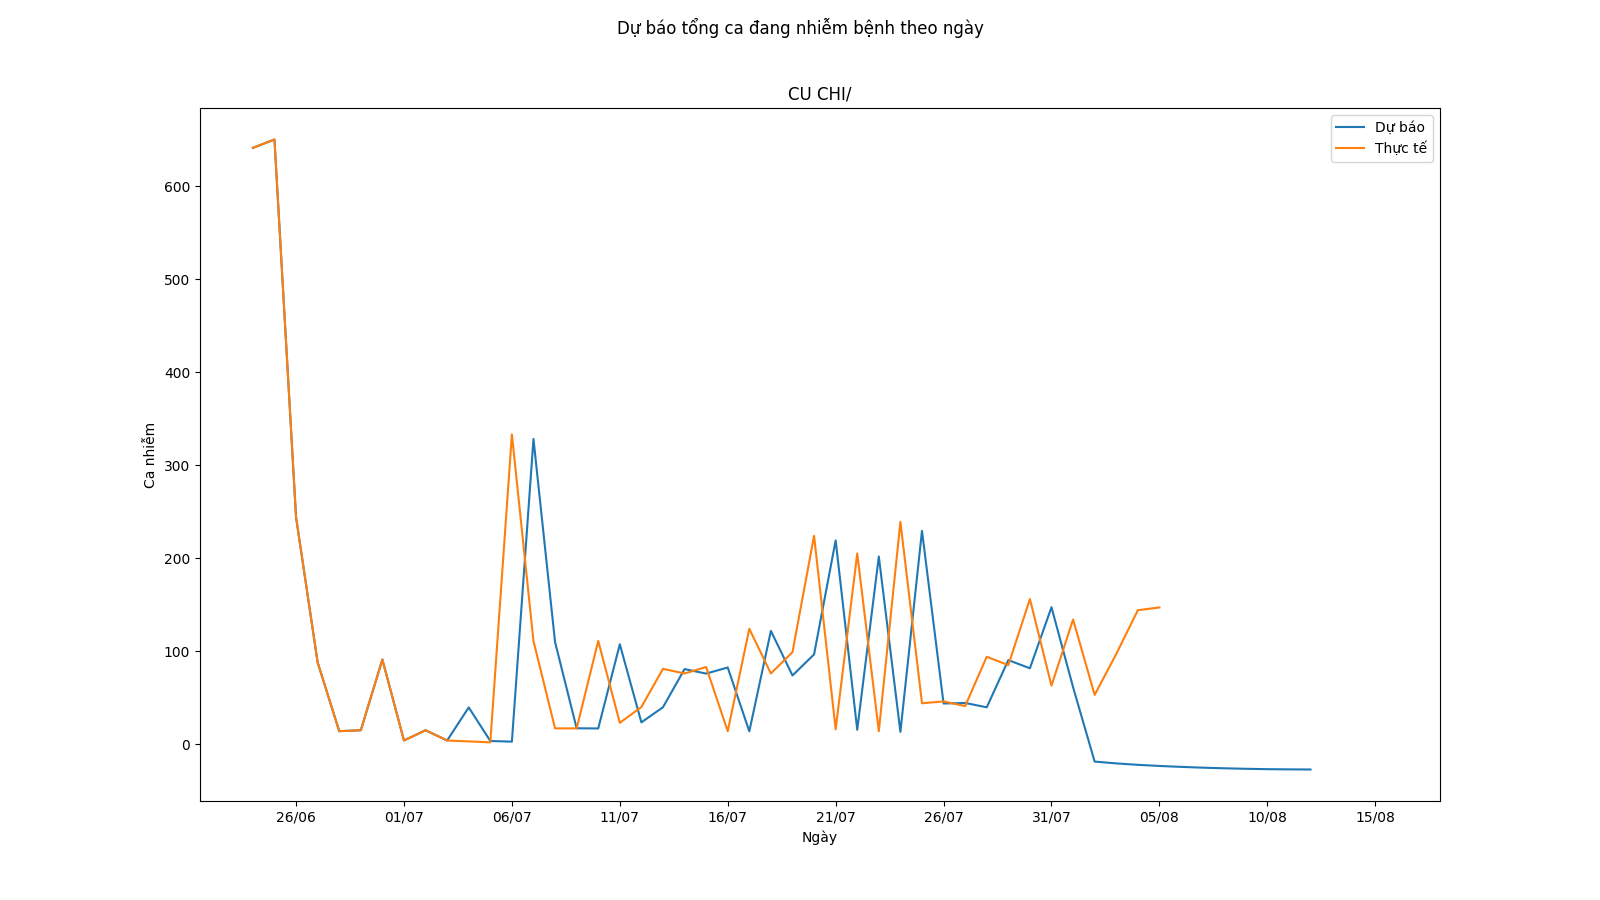 Dự báo tổng ca đang nhiễm bệnh theo ngày
CU CHI/
Dự báo
Thực tế
600
500
400
300
200
100
0
Ca nhiễm
26/06 01/07 06/07 11/07 16/07 21/07 26/07 31/07 05/08 10/08 15/08
Ngày